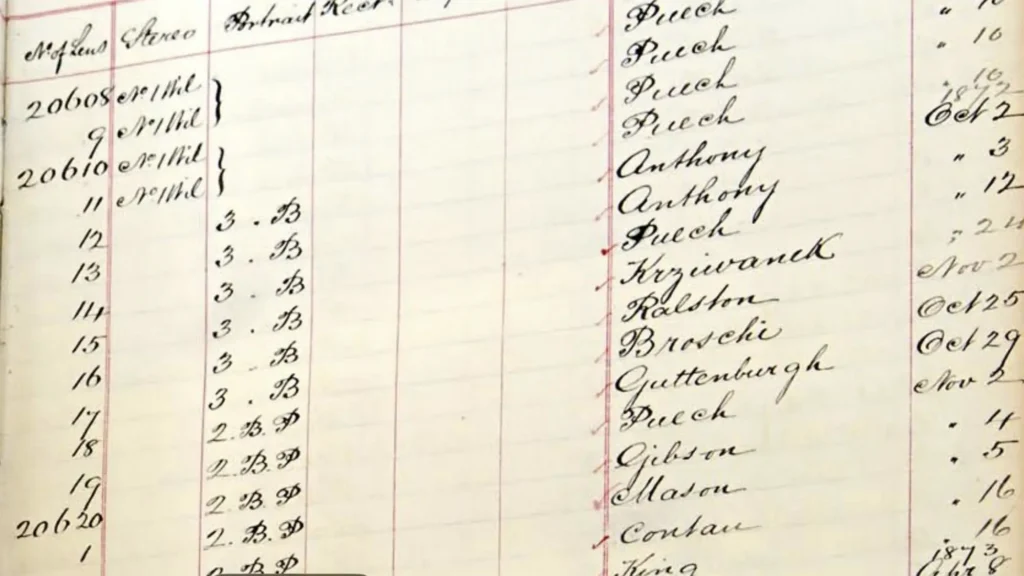 No of Lens Stereo Portrait Rect.
20608 No 1 Wil Puech " 10
9 No 1 Wil Puech " 10
20610 No 1 Wil Puech " 10
11 No 1 Wil Puech 1872 Oct 2
12 3 . B Anthony " 3
13 3 . B Anthony " 12
14 3 . B Puech " 24
15 3 . B Krziwanek Nov 2
16 3 . B Ralston Oct 25
17 3 . B Broschi Oct 29
18 2. B. P Guttenburgh Nov 2
19 2. B. P Puech " 4
20620 2. B. P Gibson " 5
1 2. B. P Mason " 16
2. B. P Contau " 16
King 1873